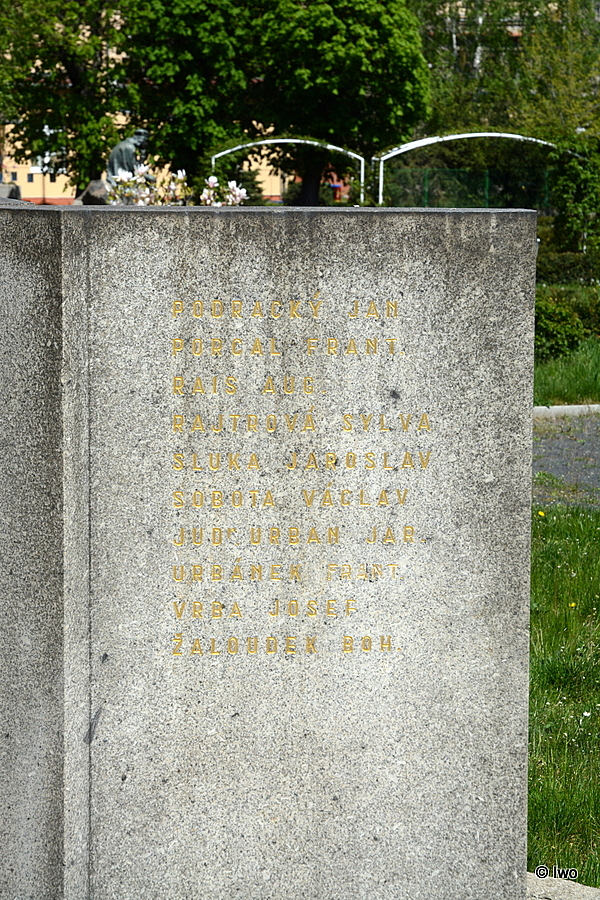 PODRACKÝ JAN
PORCAL FRANT.
RAIS AUG.
RAJTROVÁ SYLVA
SLUKA JAROSLAV
SOBOTA VÁCLAV
JUDr URBAN JAR.
URBÁNEK FRANT.
VRBA JOSEF
ŽALOUDEK BOH.
© Iwo